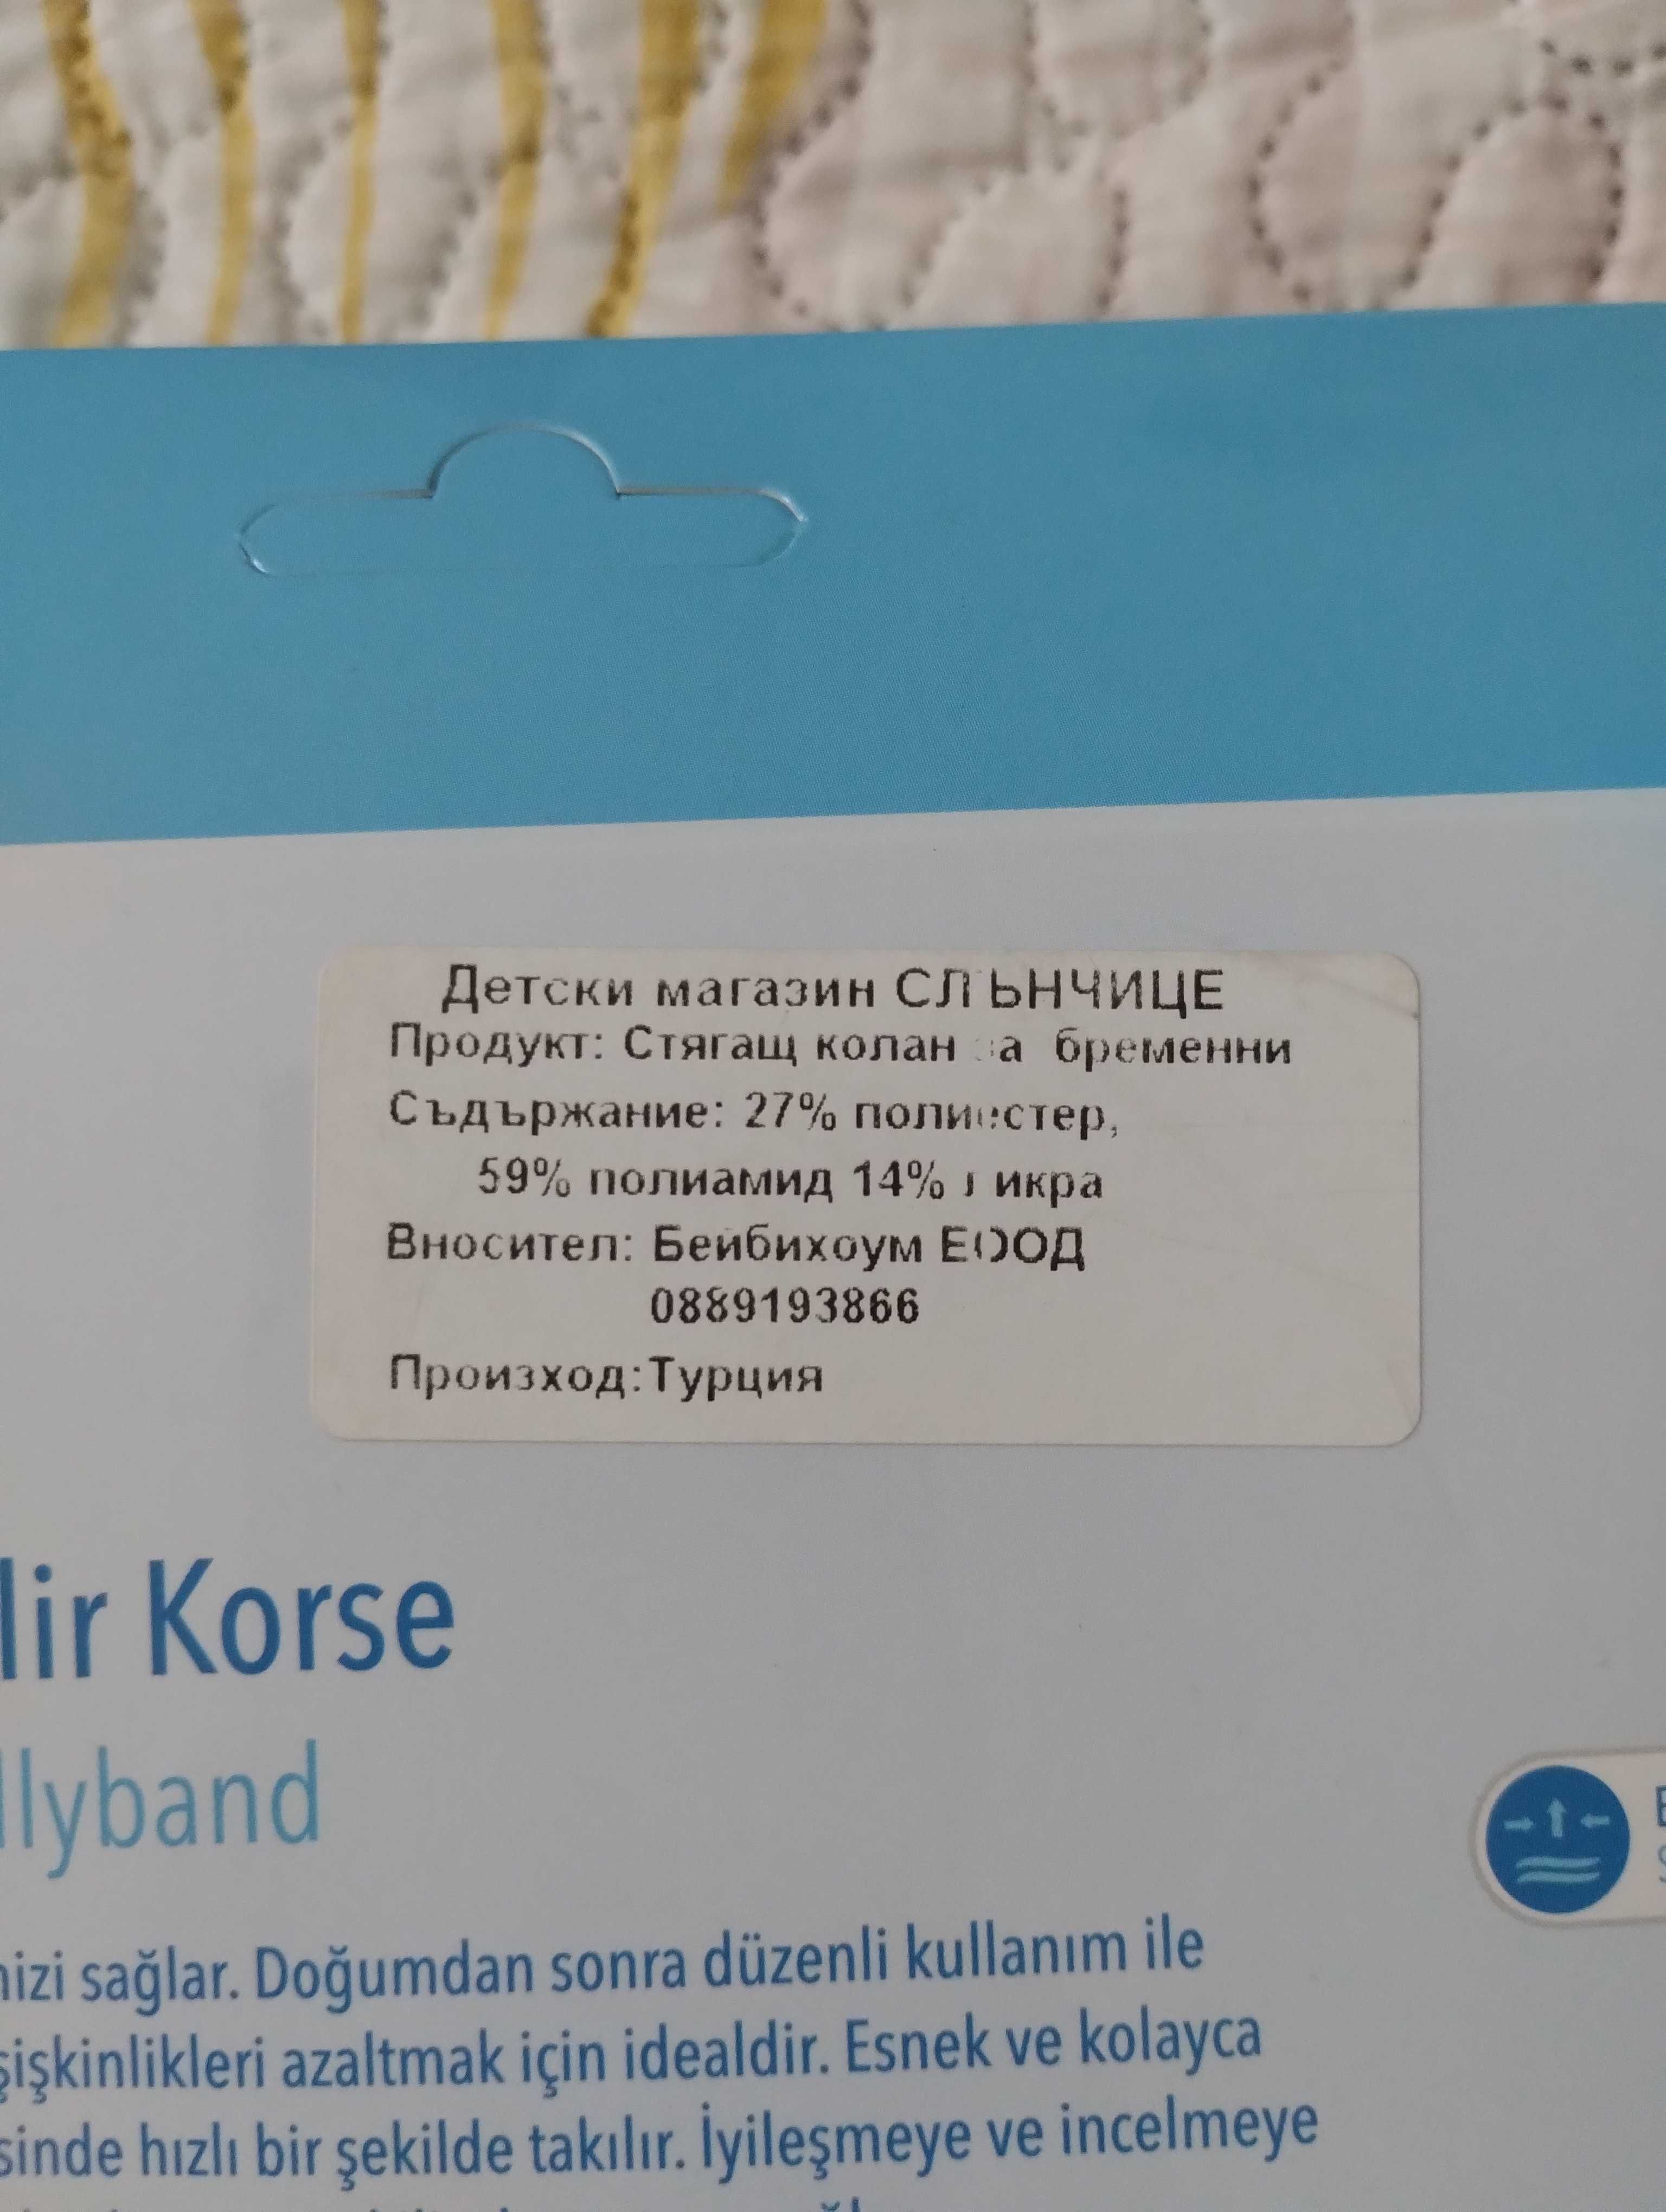 Детски магазин СЛЪНЧИЦЕ
Продукт: Стягащ колан за бременни
Съдържание: 27% полиестер,
59% полиамид 14% ликра
Вносител: Бейбихоум ЕООД
0889193866
Произход:Турция
lir Korse
llyband
nizi sağlar. Doğumdan sonra düzenli kullanım ile
şişkinlikleri azaltmak için idealdir. Esnek ve kolayca
sinde hızlı bir şekilde takılır. İyileşmeye ve incelmeye